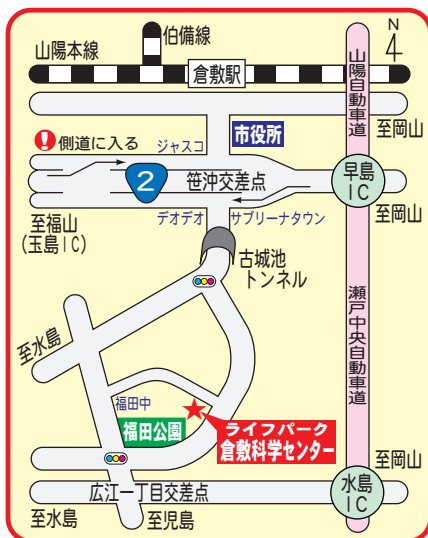 伯備線
山陽本線
N
倉敷駅
山陽自動車道
至岡山
市役所
側道に入る
ジャスコ
2
笹沖交差点
早島
IC
至岡山
至福山
(玉島IC)
デオデオ
サブリーナタウン
古城池
トンネル
瀬戸中央自動車道
至水島
福田中
福田公園
ライフパーク
倉敷科学センター
至岡山
広江一丁目交差点
水島
IC
至水島
至児島